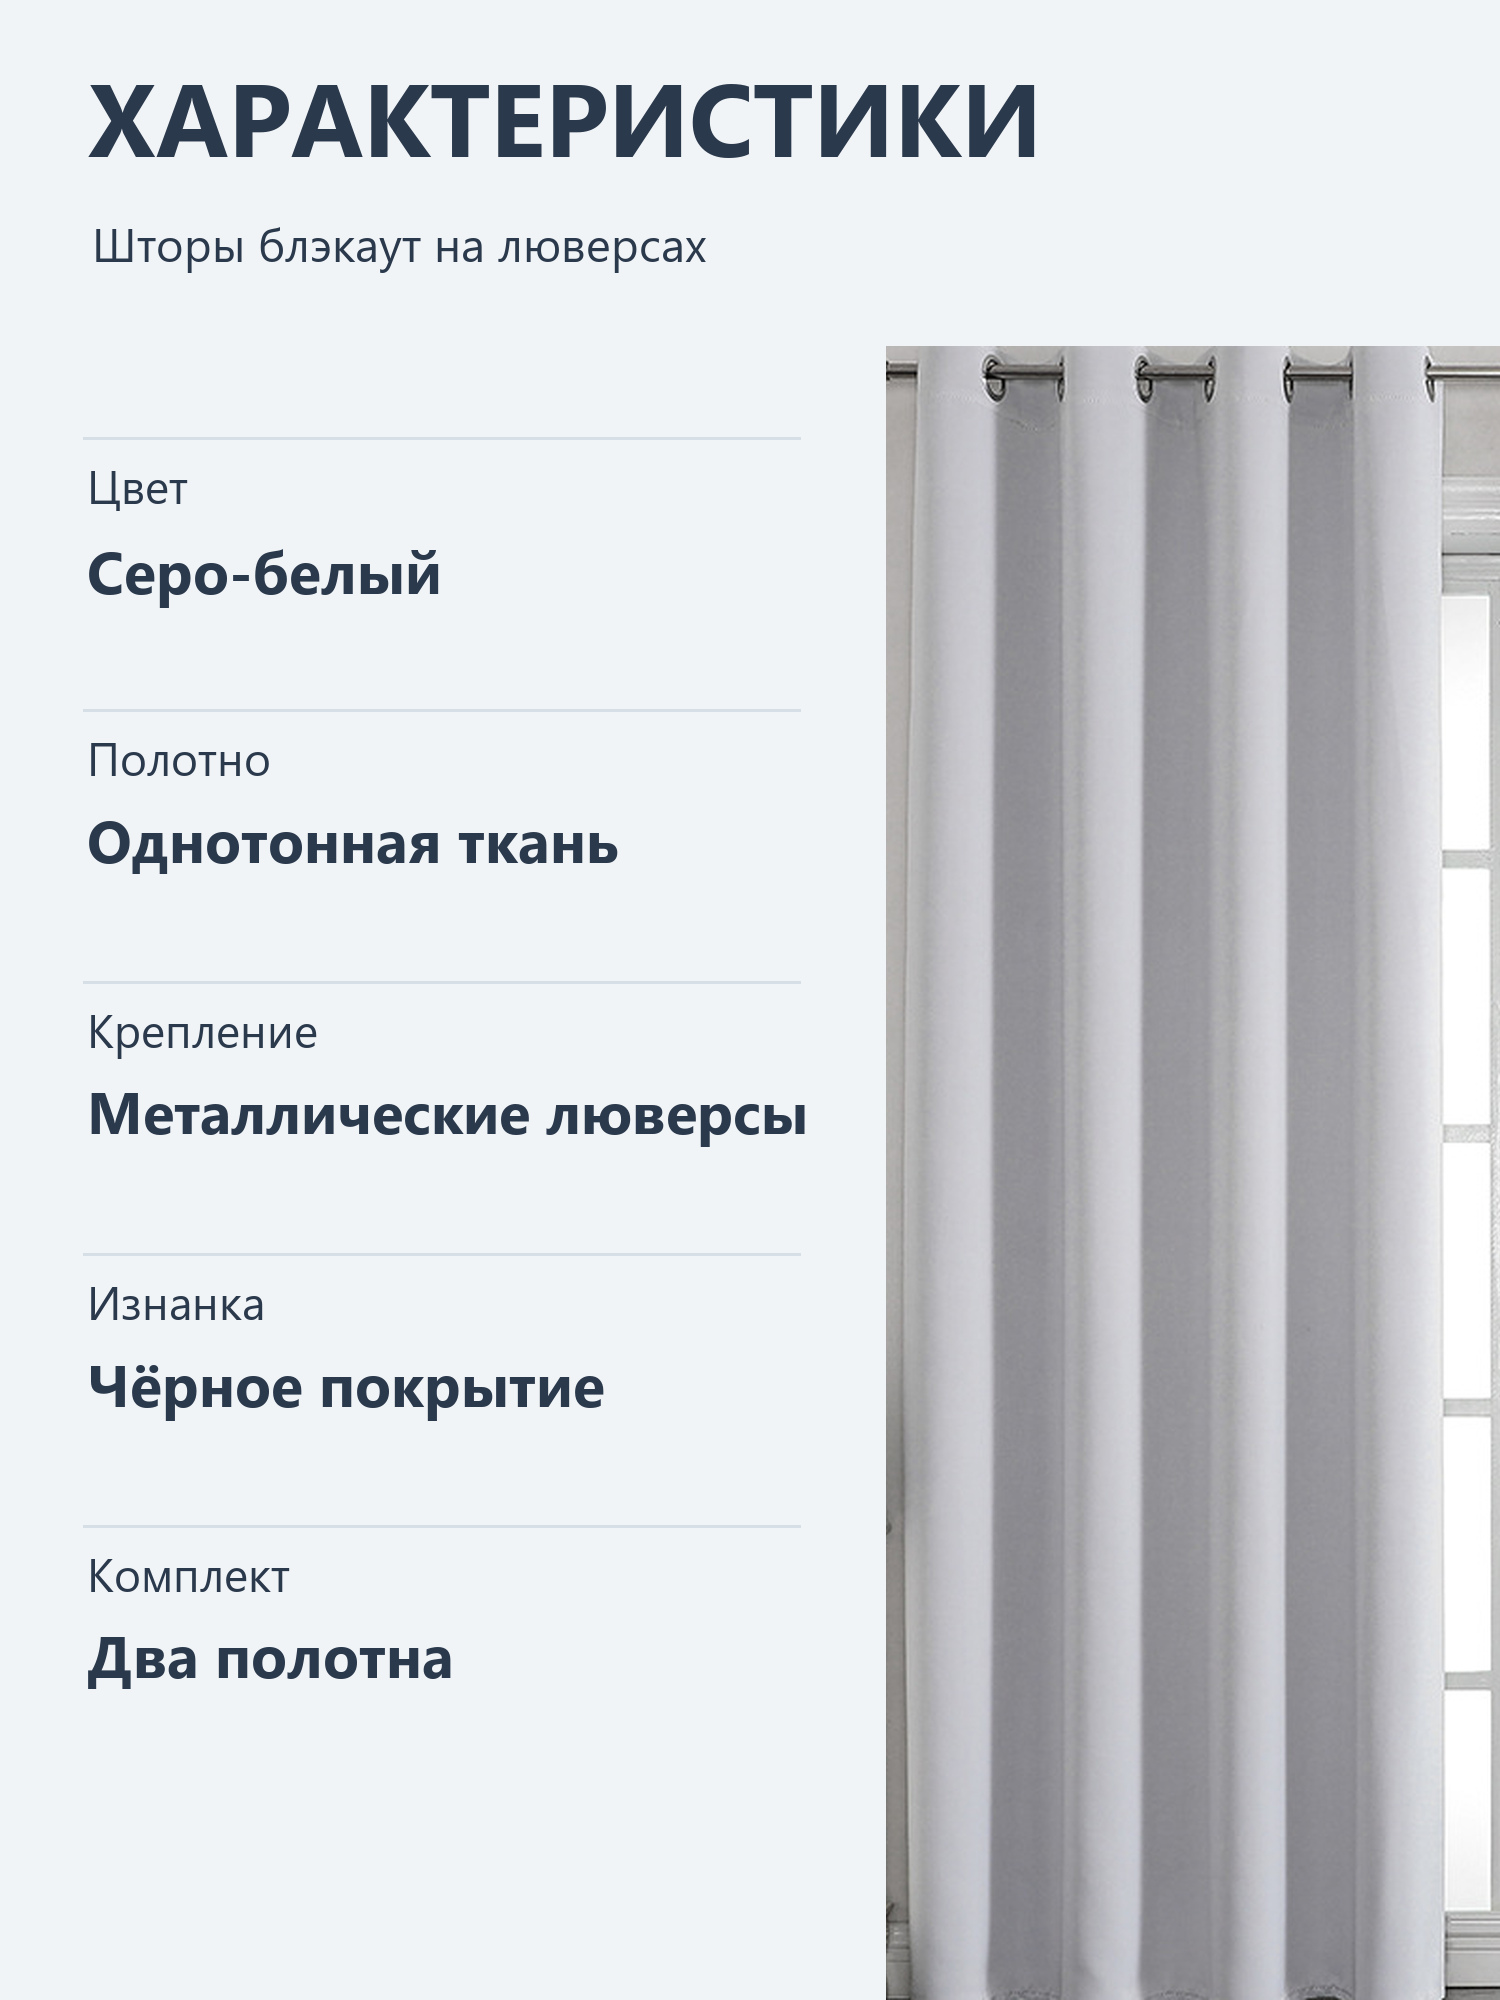 ХАРАКТЕРИСТИКИ
Шторы блэкаут на люверсах
Цвет
Серо-белый
Полотно
Однотонная ткань
Крепление
Металлические люверсы
Изнанка
Чёрное покрытие
Комплект
Два полотна